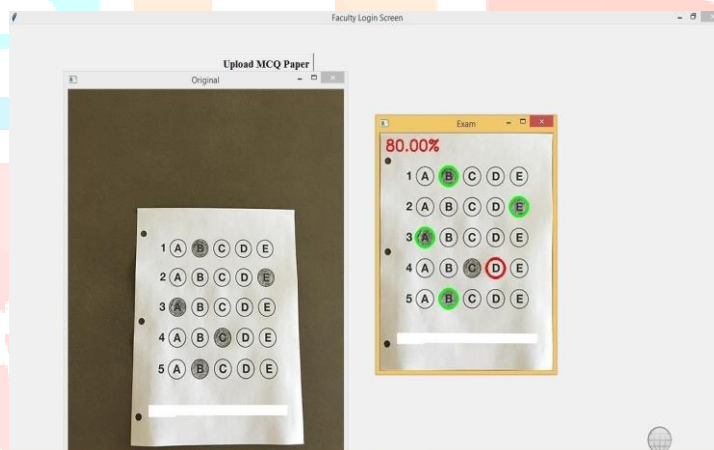 Faculty Login Screen
Upload MCQ Paper
Original
1 A B C D E
2 A B C D E
3 A B C D E
4 A B C D E
5 A B C D E
Exam
80.00%
1 A B C D E
2 A B C D E
3 A B C D E
4 A B C D E
5 A B C D E